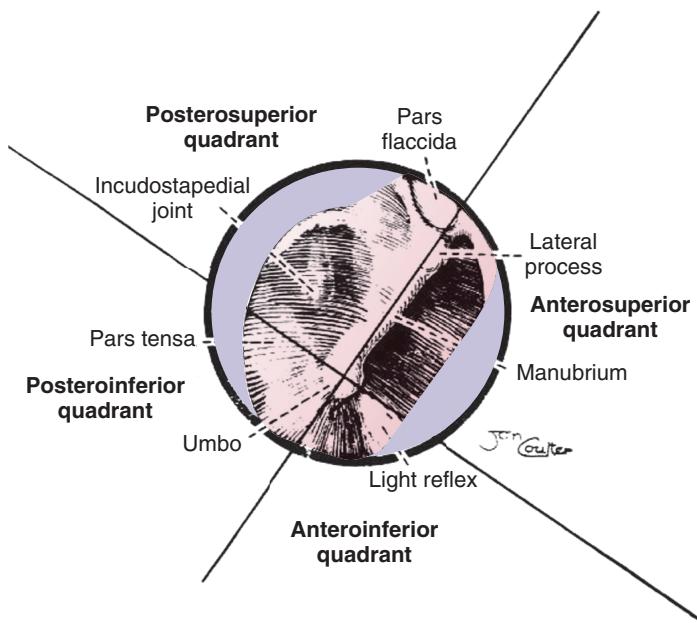 Posterosuperior
quadrant
Pars
flaccida
Incudostapedial
joint
Lateral
process
Anterosuperior
quadrant
Pars tensa
Manubrium
Posteroinferior
quadrant
Umbo
Jon
Coulter
Light reflex
Anteroinferior
quadrant